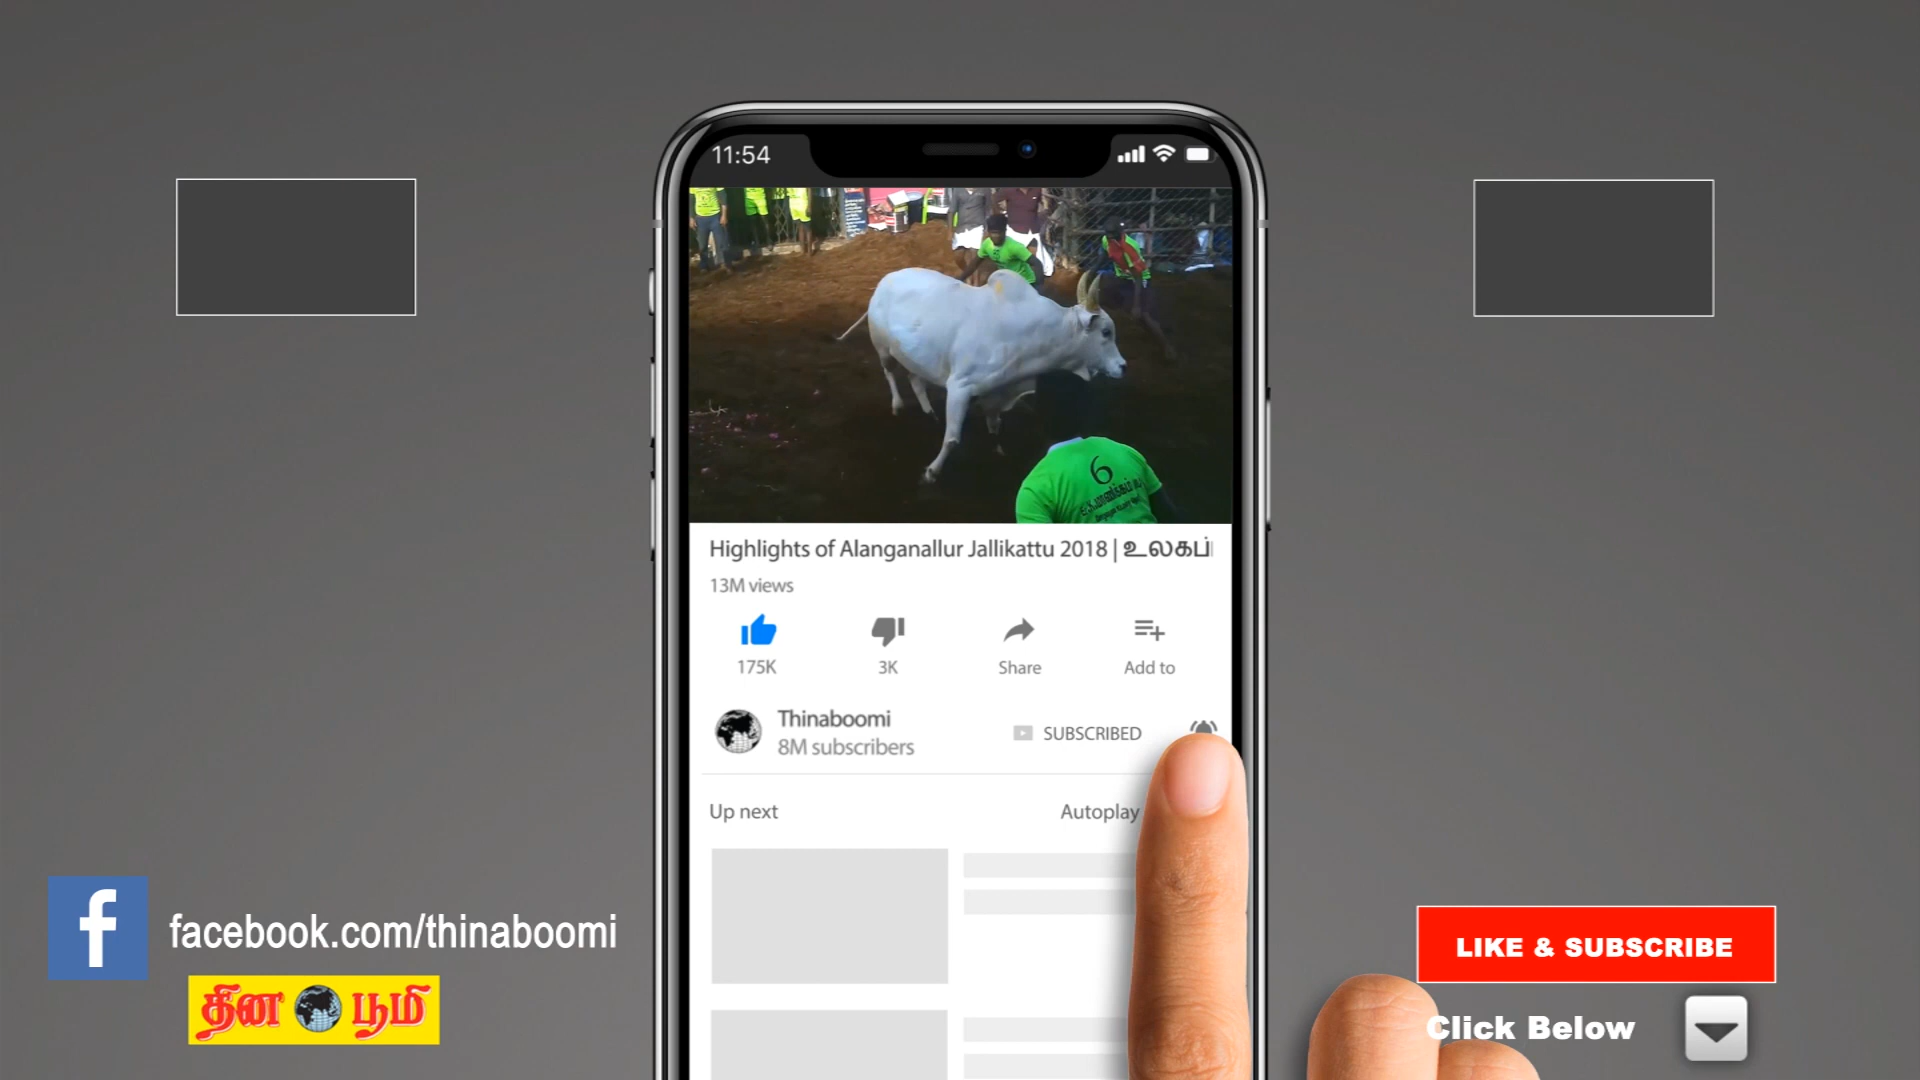 11:54
6
Highlights of Alanganallur Jallikattu 2018 | உலகப்
13M views
175K
3K
Share
Add to
Thinaboomi
8M subscribers
SUBSCRIBED
Up next
Autoplay
facebook.com/thinaboomi
தின பூமி
LIKE & SUBSCRIBE
Click Below